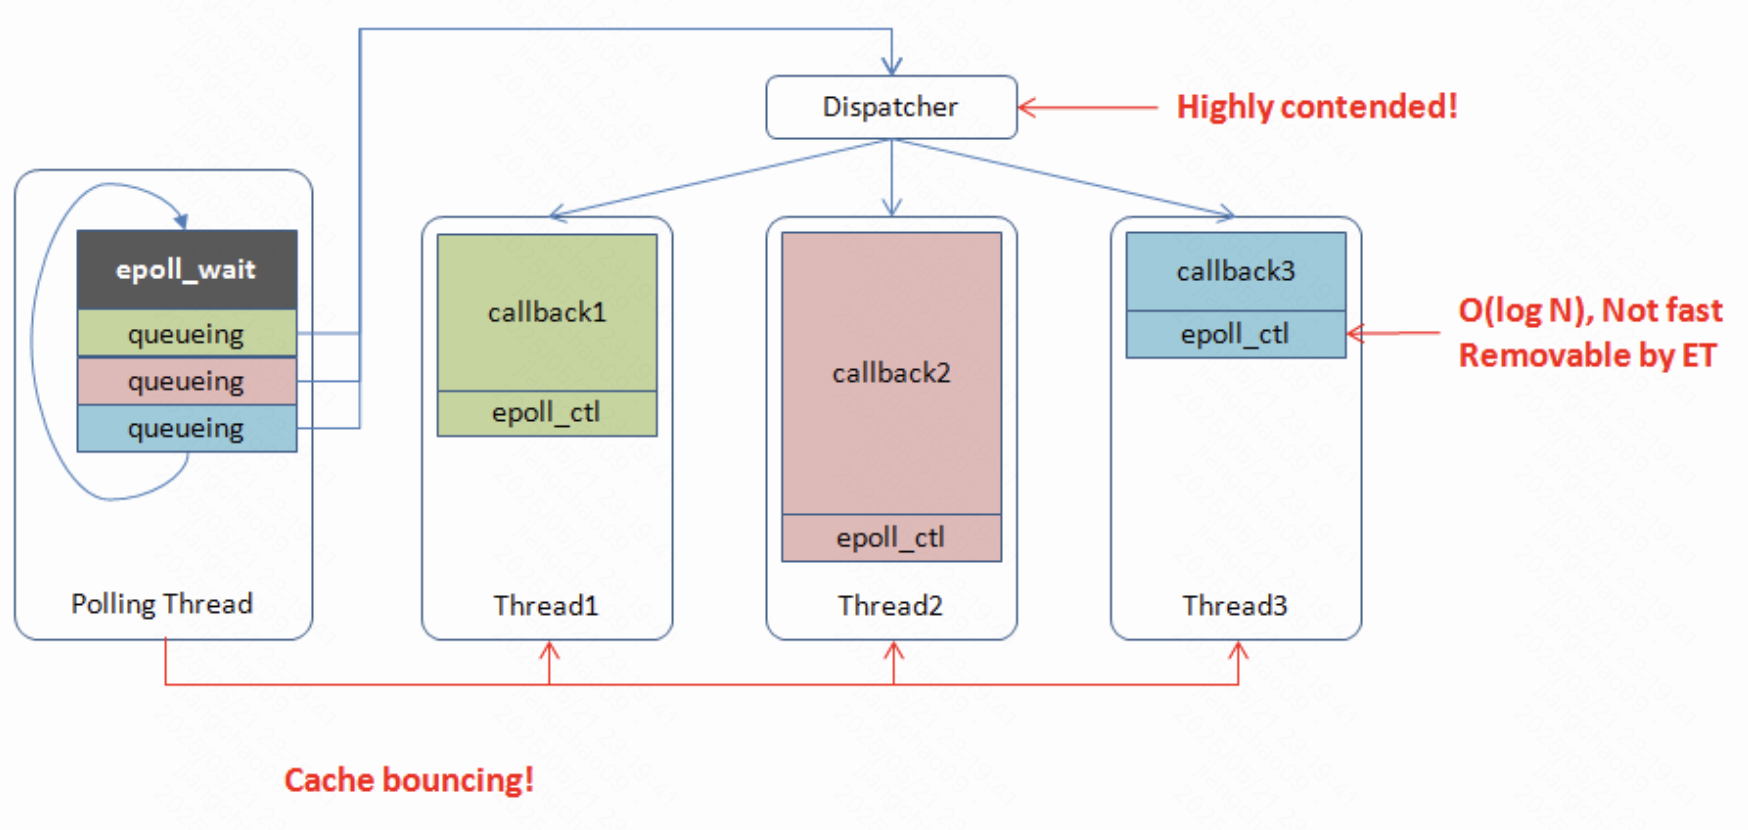 Dispatcher
Highly contended!
epoll_wait
queueing
queueing
queueing
Polling Thread
callback1
epoll_ctl
Thread1
callback2
epoll_ctl
Thread2
callback3
epoll_ctl
Thread3
O(log N), Not fast
Removable by ET
Cache bouncing!